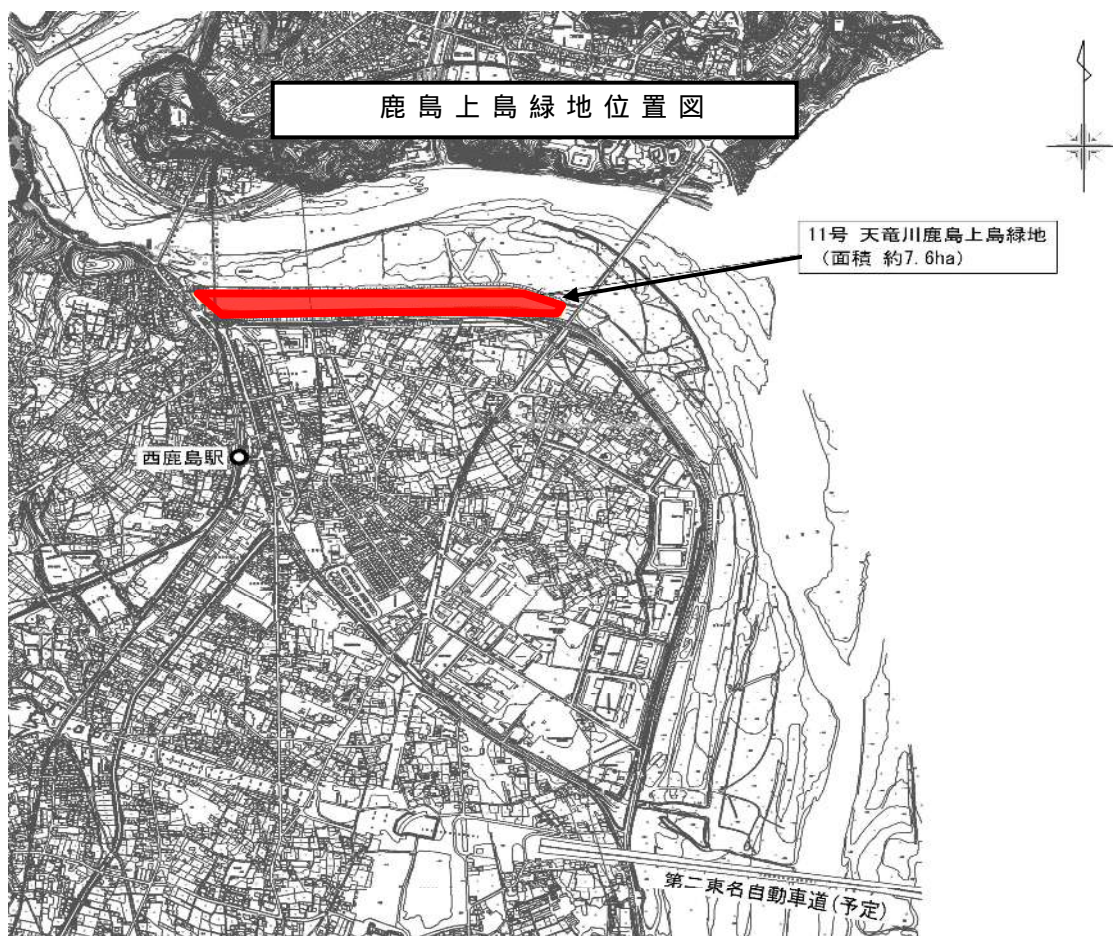 鹿島上島緑地位置図
11号 天竜川鹿島上島緑地
(面積 約7.6ha)
西鹿島駅
第二東名自動車道(予定)